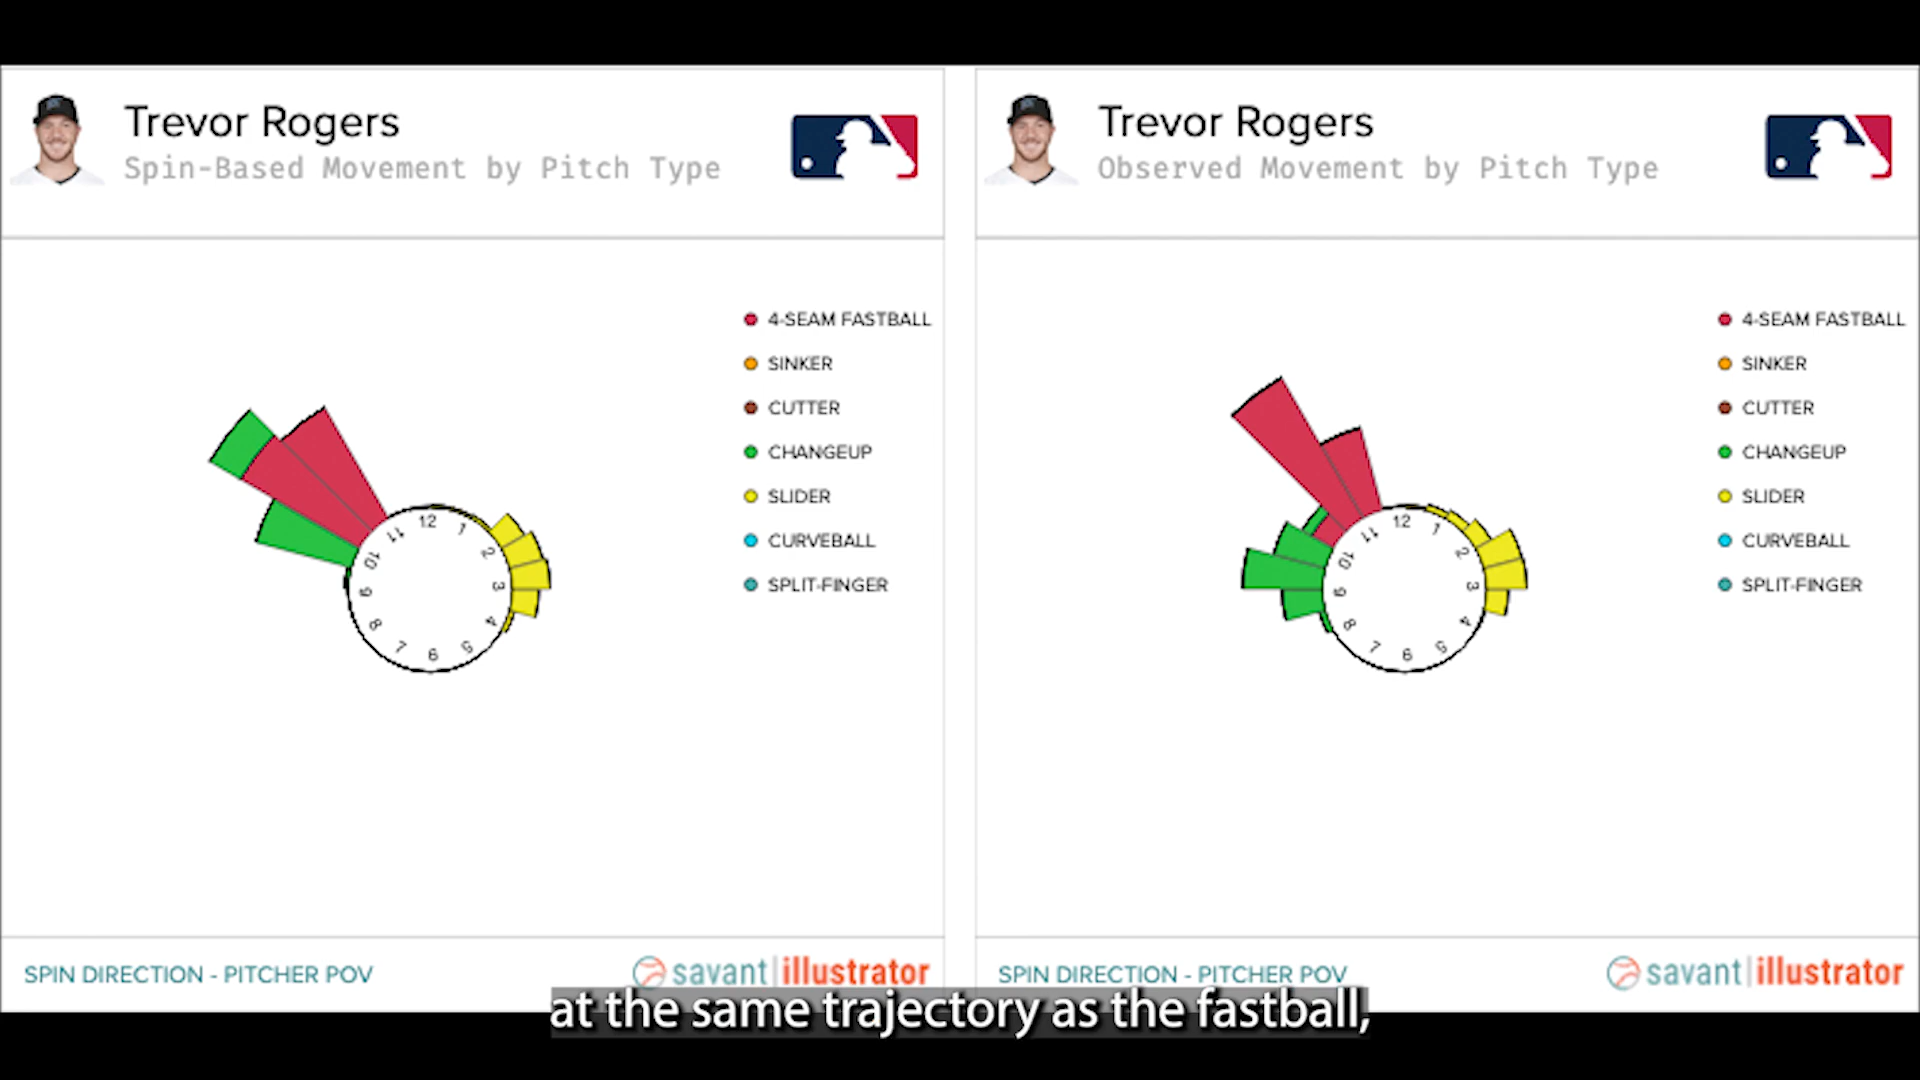 Trevor Rogers
Spin-Based Movement by Pitch Type
4-SEAM FASTBALL
SINKER
CUTTER
CHANGEUP
SLIDER
CURVEBALL
SPLIT-FINGER
12
1
2
3
4
5
6
7
8
9
10
11
SPIN DIRECTION - PITCHER POV
savant|illustrator
Trevor Rogers
Observed Movement by Pitch Type
4-SEAM FASTBALL
SINKER
CUTTER
CHANGEUP
SLIDER
CURVEBALL
SPLIT-FINGER
12
1
2
3
4
5
6
7
8
9
10
11
SPIN DIRECTION - PITCHER POV
savant|illustrator
at the same trajectory as the fastball,